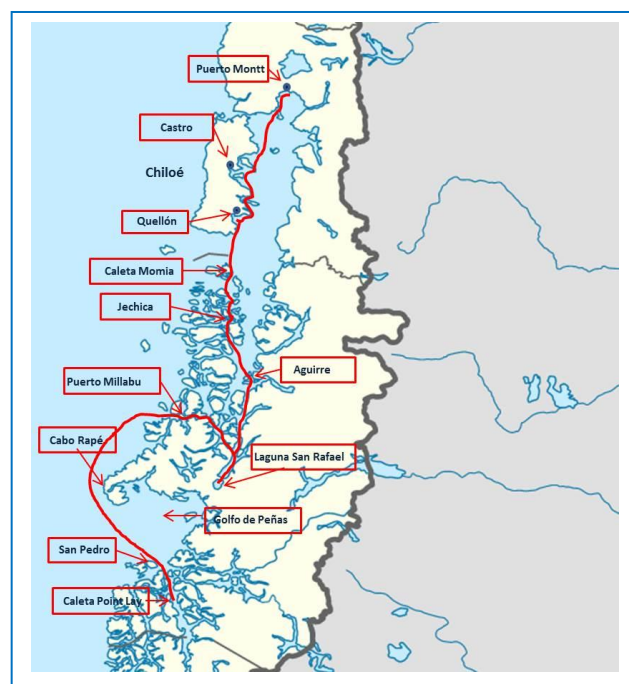 Puerto Montt
Castro
Chiloé
Quellón
Caleta Momia
Jechica
Aguirre
Puerto Millabu
Cabo Rapé
Laguna San Rafael
Golfo de Peñas
San Pedro
Caleta Point Lay